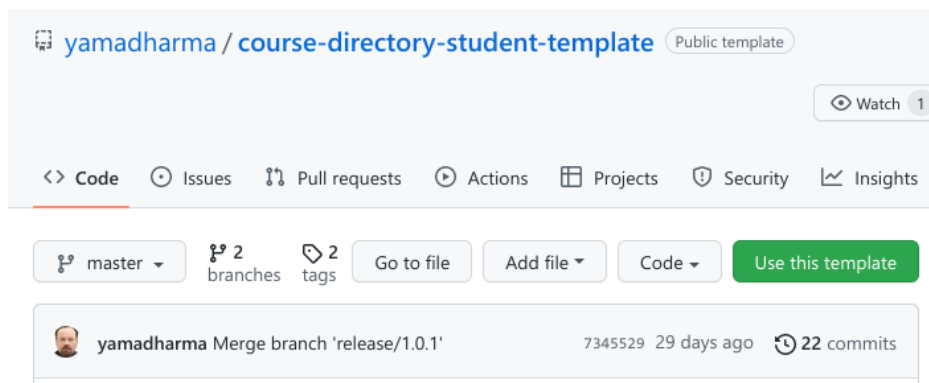 yamadharma / course-directory-student-template Public template
Watch 1
Code Issues Pull requests Actions Projects Security Insights
master 2 branches 2 tags Go to file Add file Code Use this template
yamadharma Merge branch 'release/1.0.1' 7345529 29 days ago 22 commits